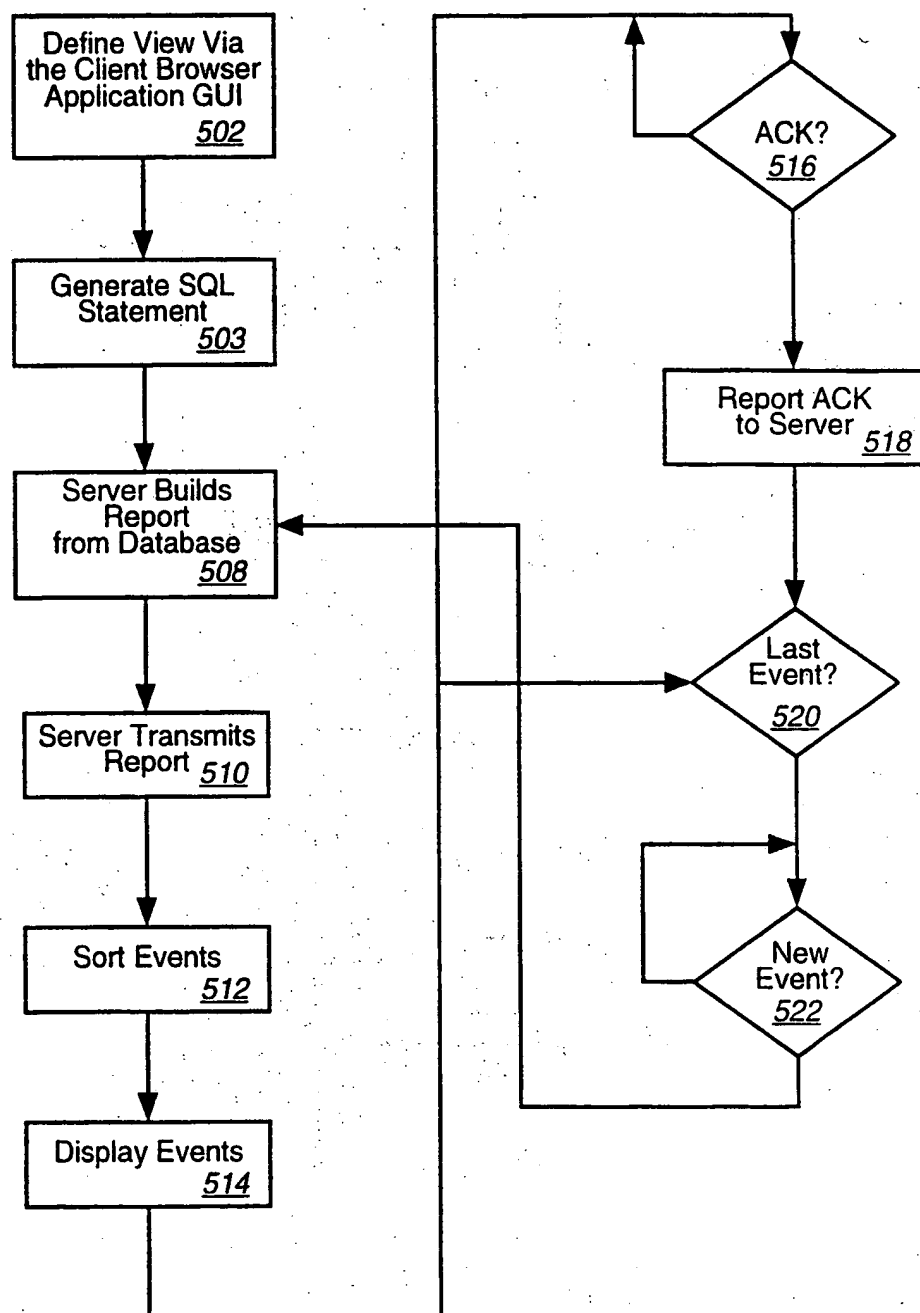 Define View Via
the Client Browser
Application GUI
502
Generate SQL
Statement
503
Server Builds
Report
from Database
508
Server Transmits
Report
510
Sort Events
512
Display Events
514
ACK?
516
Report ACK
to Server
518
Last
Event?
520
New
Event?
522